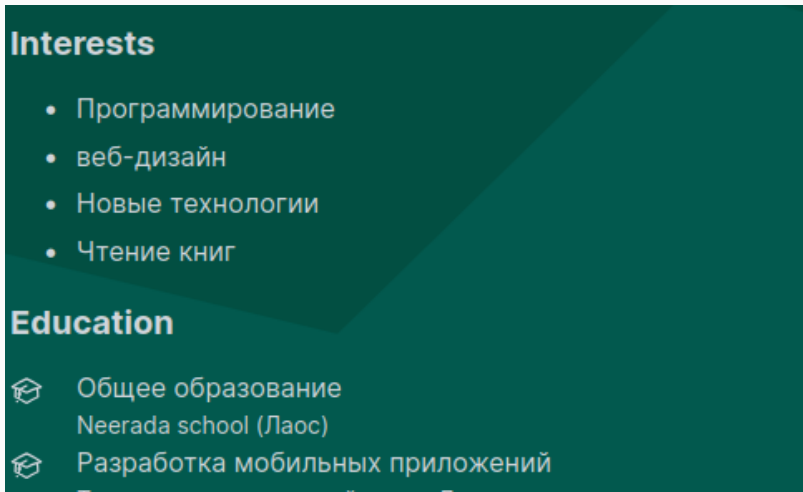 Interests
Программирование
веб-дизайн
Новые технологии
Чтение книг
Education
Общее образование
Neerada school (Лаос)
Разработка мобильных приложений